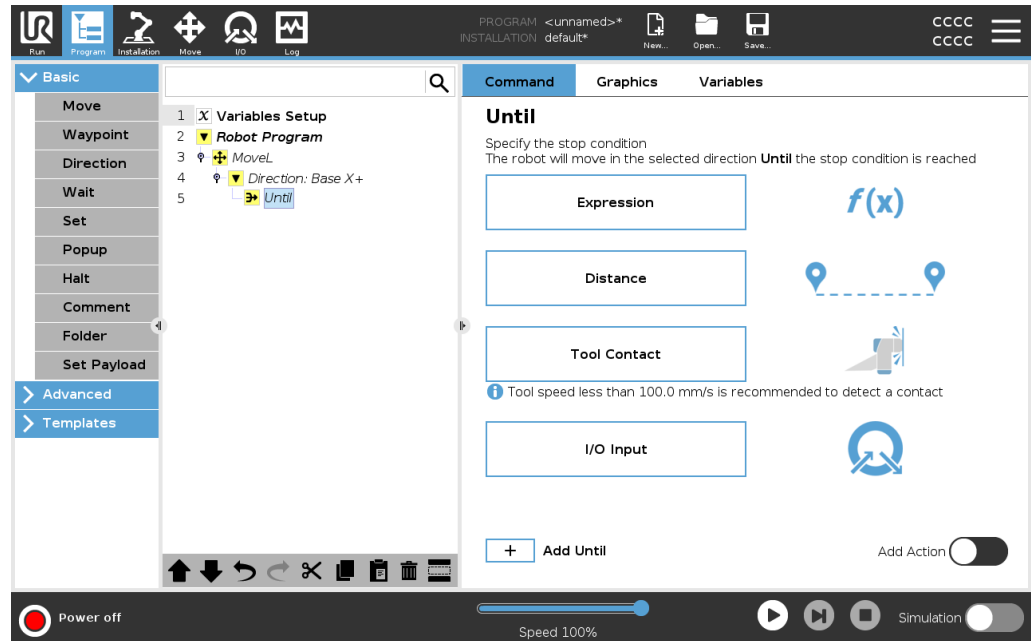 PROGRAM <unnamed>*
INSTALLATION default*
CCCC
CCCC
Run
Program
Installation
Move
I/O
Log
New...
Open...
Save...
Basic
Move
Waypoint
Direction
Wait
Set
Popup
Halt
Comment
Folder
Set Payload
Advanced
Templates
1 X Variables Setup
2 Robot Program
3 MoveL
4 Direction: Base X+
5 Until
Command
Graphics
Variables
Until
Specify the stop condition
The robot will move in the selected direction Until the stop condition is reached
Expression
f(x)
Distance
Tool Contact
Tool speed less than 100.0 mm/s is recommended to detect a contact
I/O Input
+ Add Until
Add Action
Power off
Speed 100%
Simulation